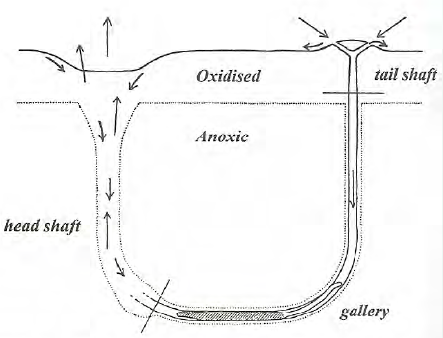 Oxidised
tail shaft
Anoxic
head shaft
gallery